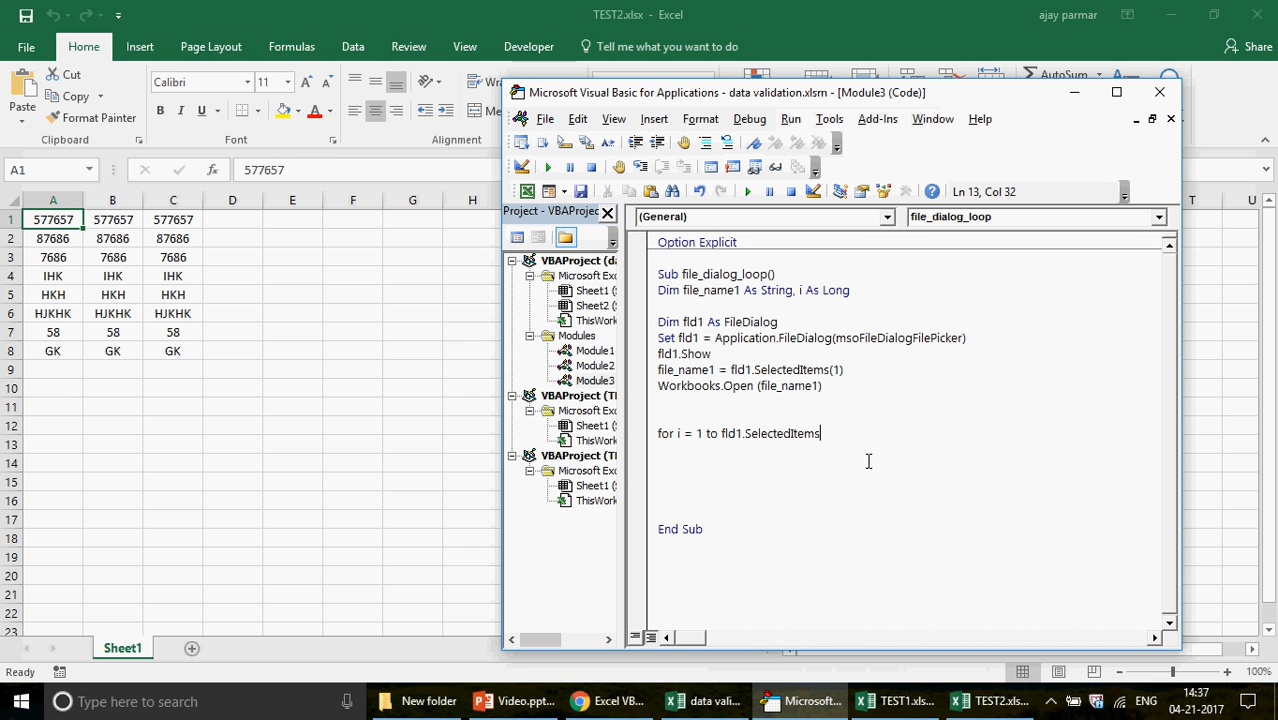 TEST2.xlsx - Excel
ajay parmar
File Home Insert Page Layout Formulas Data Review View Developer Tell me what you want to do Share
Cut
Copy
Format Painter
Paste
Clipboard
Calibri 11
B I U
Font
Wr
Me
Alignment
AutoSum
A1 577657
A B C D E F G H T U
1 577657 577657 577657
2 87686 87686 87686
3 7686 7686 7686
4 IHK IHK IHK
5 HKH HKH HKH
6 HJKHK HJKHK HJKHK
7 58 58 58
8 GK GK GK
9
10
11
12
13
14
15
16
17
18
19
20
21
22
23
Sheet1
Ready
100%
Microsoft Visual Basic for Applications - data validation.xlsm - [Module3 (Code)]
File Edit View Insert Format Debug Run Tools Add-Ins Window Help
Ln 13, Col 32
Project - VBAProjec
VBAProject (da
Microsoft Exc
Sheet1 (S
Sheet2 (S
ThisWork
Modules
Module1
Module2
Module3
VBAProject (TE
Microsoft Exc
Sheet1 (S
ThisWork
VBAProject (TE
Microsoft Exc
Sheet1 (S
ThisWork
(General) file_dialog_loop
Option Explicit
Sub file_dialog_loop()
Dim file_name1 As String, i As Long
Dim fld1 As FileDialog
Set fld1 = Application.FileDialog(msoFileDialogFilePicker)
fld1.Show
file_name1 = fld1.SelectedItems(1)
Workbooks.Open (file_name1)
for i = 1 to fld1.SelectedItems
End Sub
Type here to search
New folder
Video.pptx...
Excel VB...
data vali...
Microsoft...
TEST1.xls...
TEST2.xls...
ENG
14:37
04-21-2017